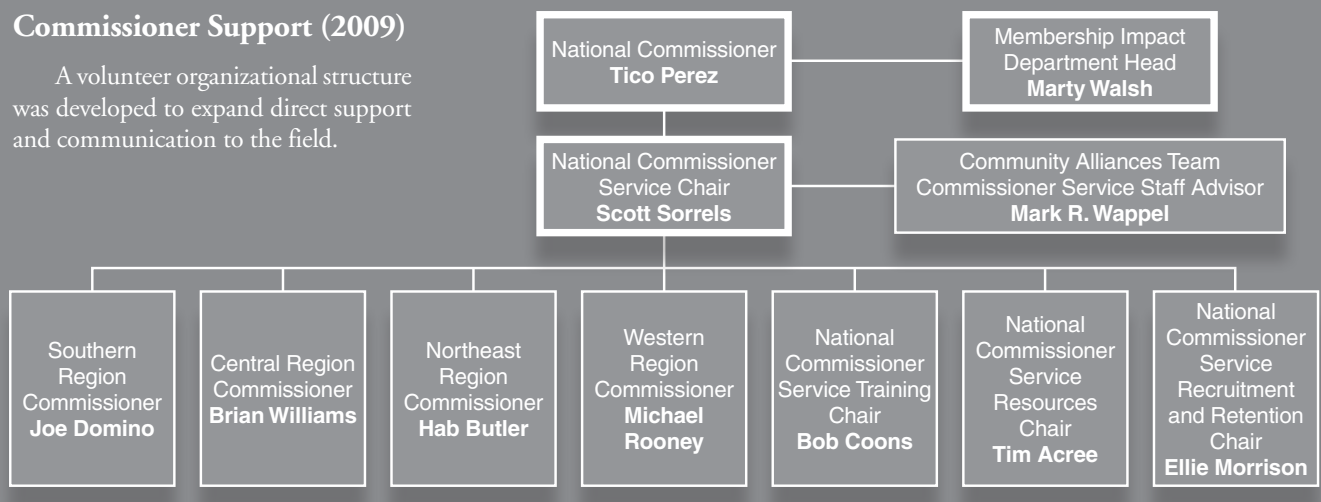 Commissioner Support (2009)
A volunteer organizational structure
was developed to expand direct support
and communication to the field.
National Commissioner
Tico Perez
Membership Impact
Department Head
Marty Walsh
National Commissioner
Service Chair
Scott Sorrels
Community Alliances Team
Commissioner Service Staff Advisor
Mark R. Wappel
Southern
Region
Commissioner
Joe Domino
Central Region
Commissioner
Brian Williams
Northeast
Region
Commissioner
Hab Butler
Western
Region
Commissioner
Michael
Rooney
National
Commissioner
Service Training
Chair
Bob Coons
National
Commissioner
Service
Resources
Chair
Tim Acree
National
Commissioner
Service
Recruitment
and Retention
Chair
Ellie Morrison